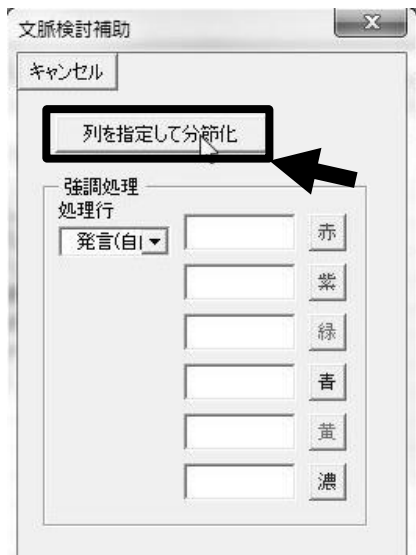 文脈検討補助
キャンセル
列を指定して分節化
強調処理
処理行
発言(自
赤
紫
緑
青
黄
濃